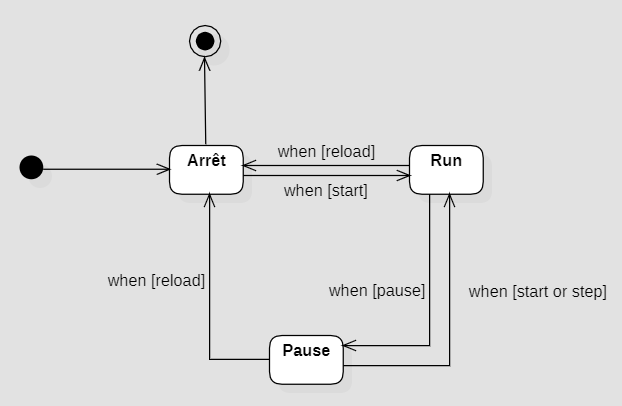 when [reload]
Arrêt
Run
when [start]
when [reload]
when [pause]
when [start or step]
Pause